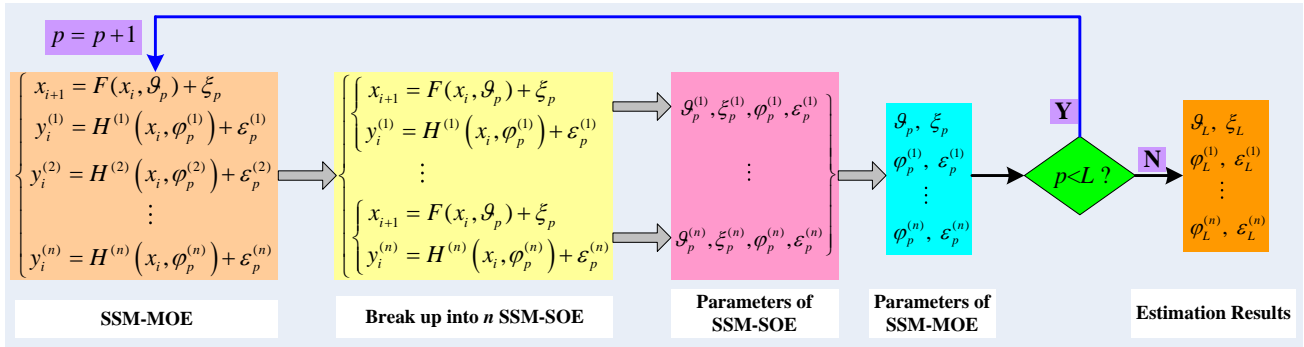 p = p+1
x_{i+1} = F(x_i, ϑ_p) + ξ_p
y_i^{(1)} = H^{(1)}(x_i, φ_p^{(1)}) + ε_p^{(1)}
y_i^{(2)} = H^{(2)}(x_i, φ_p^{(2)}) + ε_p^{(2)}
⋮
y_i^{(n)} = H^{(n)}(x_i, φ_p^{(n)}) + ε_p^{(n)}
SSM-MOE
x_{i+1} = F(x_i, ϑ_p) + ξ_p
y_i^{(1)} = H^{(1)}(x_i, φ_p^{(1)}) + ε_p^{(1)}
⋮
x_{i+1} = F(x_i, ϑ_p) + ξ_p
y_i^{(n)} = H^{(n)}(x_i, φ_p^{(n)}) + ε_p^{(n)}
Break up into n SSM-SOE
ϑ_p^{(1)}, ξ_p^{(1)}, φ_p^{(1)}, ε_p^{(1)}
⋮
ϑ_p^{(n)}, ξ_p^{(n)}, φ_p^{(n)}, ε_p^{(n)}
Parameters of
SSM-SOE
ϑ_p, ξ_p
φ_p^{(1)}, ε_p^{(1)}
⋮
φ_p^{(n)}, ε_p^{(n)}
Parameters of
SSM-MOE
Y
p<L ?
N
ϑ_L, ξ_L
φ_L^{(1)}, ε_L^{(1)}
⋮
φ_L^{(n)}, ε_L^{(n)}
Estimation Results